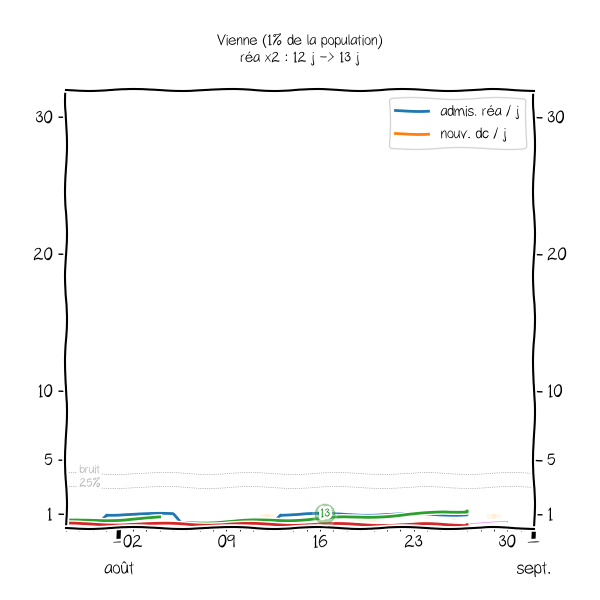 Vienne (1% de la population)
réa x2 : 12 j -> 13 j
admis. réa / j
nouv. dc / j
30
30
20
20
10
10
5
5
bruit
25%
1
1
13
02
09
16
23
30
août
sept.